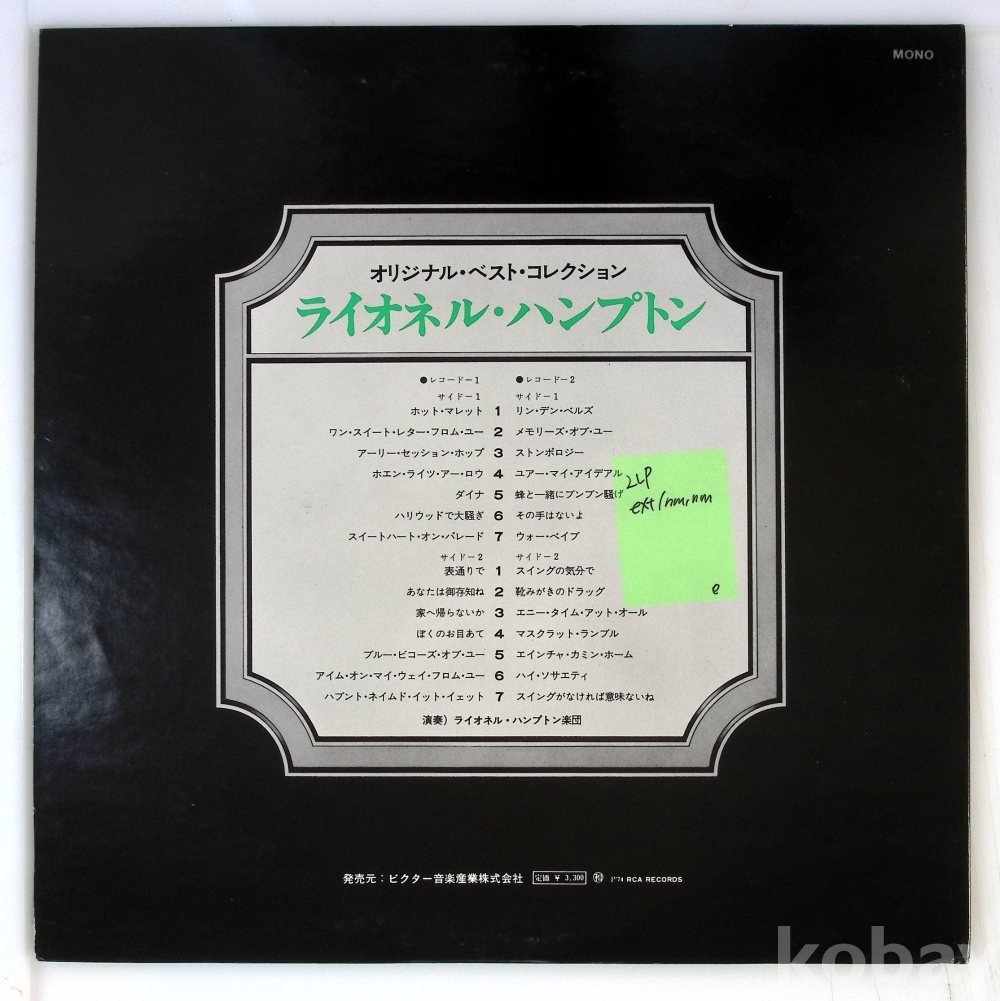 MONO
オリジナル・ベスト・コレクション
ライオネル・ハンプトン
●レコード－1 ●レコード－2
サイド－1 サイド－1
ホット・マレット 1 リン・デン・ベルズ
ワン・スイート・レター・フロム・ユー 2 メモリーズ・オブ・ユー
アーリー・セッション・ホップ 3 ストンポロジー
ホエン・ライツ・アー・ロウ 4 ユアー・マイ・アイデアル
ダイナ 5 蜂と一緒にブンブン騒げ
ハリウッドで大騒ぎ 6 その手はないよ
スイートハート・オン・パレード 7 ウォー・ベイブ
サイド－2 サイド－2
表通りで 1 スイングの気分で
あなたは御存知ね 2 靴みがきのドラッグ
家へ帰らないか 3 エニー・タイム・アット・オール
ぼくのお目あて 4 マスクラット・ランブル
ブルー・ビコーズ・オブ・ユー 5 エインチャ・カミン・ホーム
アイム・オン・マイ・ウェイ・フロム・ユー 6 ハイ・ソサエティ
ハプント・ネイムド・イット・イェット 7 スイングがなければ意味ないね
演奏）ライオネル・ハンプトン楽団
2LP
ext/nm,nm
e
発売元：ビクター音楽産業株式会社 定価 ¥ 3,300 1974 RCA RECORDS
kobay